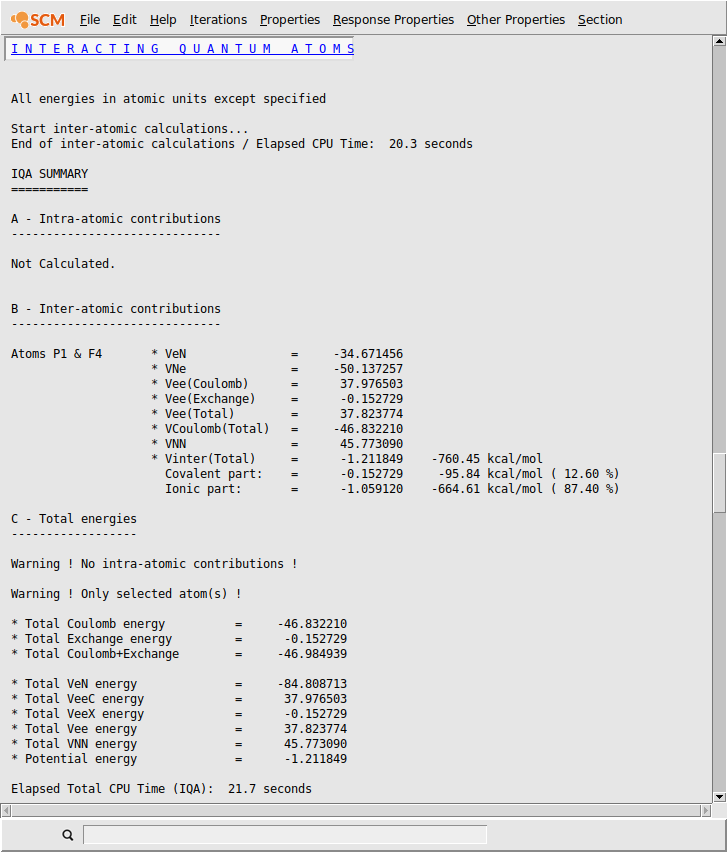 SCM File Edit Help Iterations Properties Response Properties Other Properties Section
I N T E R A C T I N G   Q U A N T U M   A T O M S
All energies in atomic units except specified
Start inter-atomic calculations...
End of inter-atomic calculations / Elapsed CPU Time:  20.3 seconds
IQA SUMMARY
===========
A - Intra-atomic contributions
------------------------------
Not Calculated.
B - Inter-atomic contributions
------------------------------
Atoms P1 & F4       * VeN               =     -34.671456
* VNe               =     -50.137257
* Vee(Coulomb)      =      37.976503
* Vee(Exchange)     =      -0.152729
* Vee(Total)        =      37.823774
* VCoulomb(Total)   =     -46.832210
* VNN               =      45.773090
* Vinter(Total)     =      -1.211849    -760.45 kcal/mol
Covalent part:    =      -0.152729     -95.84 kcal/mol ( 12.60 %)
Ionic part:       =      -1.059120    -664.61 kcal/mol ( 87.40 %)
C - Total energies
------------------
Warning ! No intra-atomic contributions !
Warning ! Only selected atom(s) !
* Total Coulomb energy          =     -46.832210
* Total Exchange energy         =      -0.152729
* Total Coulomb+Exchange        =     -46.984939
* Total VeN energy              =     -84.808713
* Total VeeC energy             =      37.976503
* Total VeeX energy             =      -0.152729
* Total Vee energy              =      37.823774
* Total VNN energy              =      45.773090
* Potential energy              =      -1.211849
Elapsed Total CPU Time (IQA):  21.7 seconds